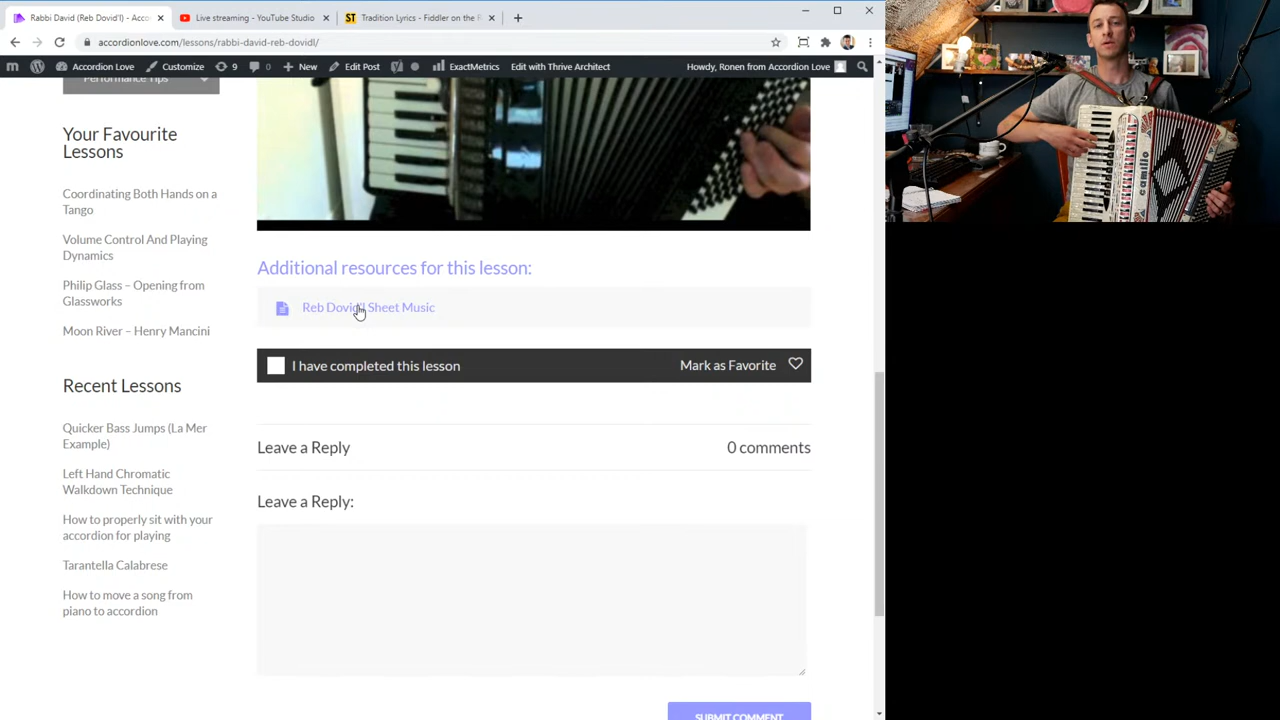 Rabbi David (Reb Dovid'l) - Acco
Live streaming - YouTube Studio
ST Tradition Lyrics - Fiddler on the R
accordionlove.com/lessons/rabbi-david-reb-dovidl/
Accordion Love Customize 9 0 New Edit Post ExactMetrics Edit with Thrive Architect Howdy, Ronen from Accordion Love
Performance Tips
Your Favourite
Lessons
Coordinating Both Hands on a
Tango
Volume Control And Playing
Dynamics
Philip Glass – Opening from
Glassworks
Moon River – Henry Mancini
Recent Lessons
Quicker Bass Jumps (La Mer
Example)
Left Hand Chromatic
Walkdown Technique
How to properly sit with your
accordion for playing
Tarantella Calabrese
How to move a song from
piano to accordion
Additional resources for this lesson:
Reb Dovid'l Sheet Music
I have completed this lesson Mark as Favorite
Leave a Reply 0 comments
Leave a Reply:
SUBMIT COMMENT
camillo